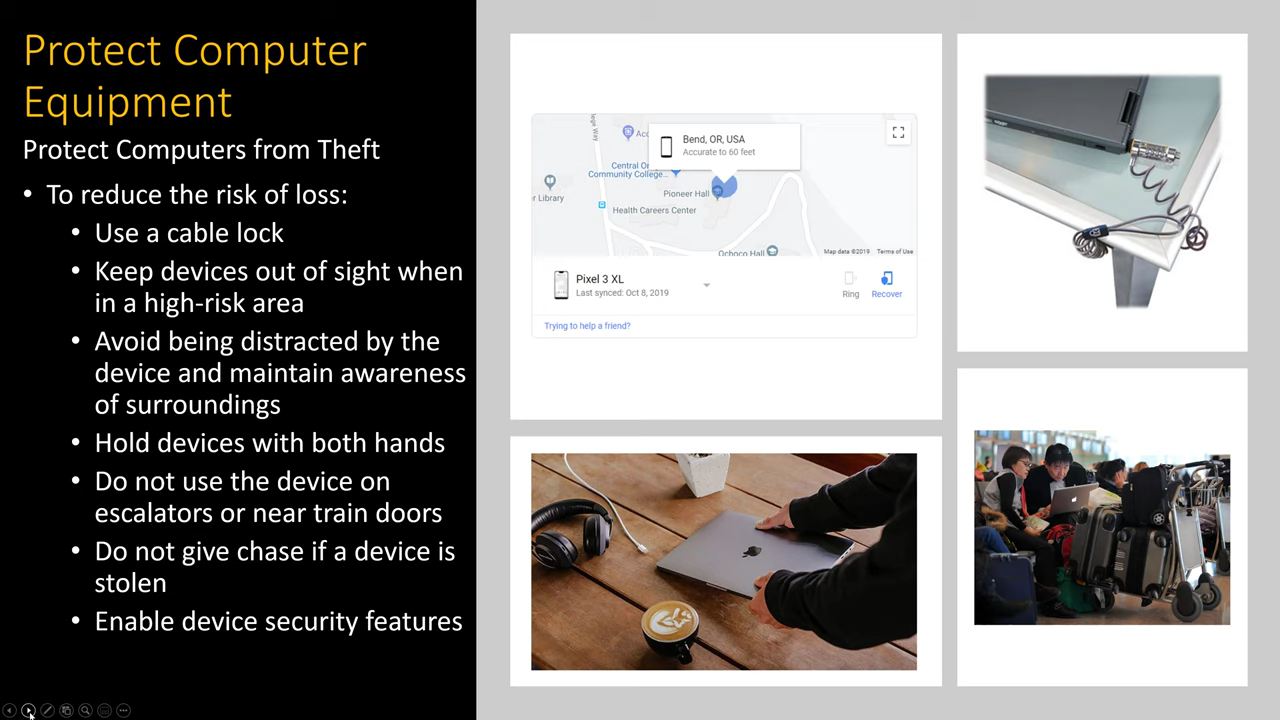 Protect Computer
Equipment
Protect Computers from Theft
• To reduce the risk of loss:
• Use a cable lock
• Keep devices out of sight when
in a high-risk area
• Avoid being distracted by the
device and maintain awareness
of surroundings
• Hold devices with both hands
• Do not use the device on
escalators or near train doors
• Do not give chase if a device is
stolen
• Enable device security features
Bend, OR, USA
Accurate to 60 feet
Central Or
Community College...
Pioneer Hall
r Library
Health Careers Center
Ochoco Hall
Map data ©2019 Terms of Use
Pixel 3 XL
Last synced: Oct 8, 2019
Ring
Recover
Trying to help a friend?